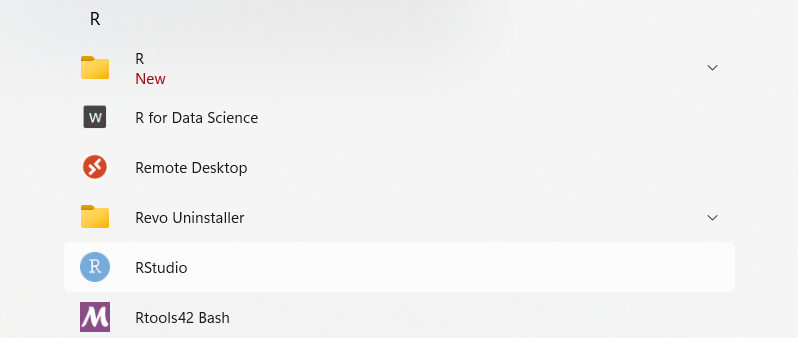 R
R
New
W
R for Data Science
Remote Desktop
Revo Uninstaller
R
RStudio
M
Rtools42 Bash